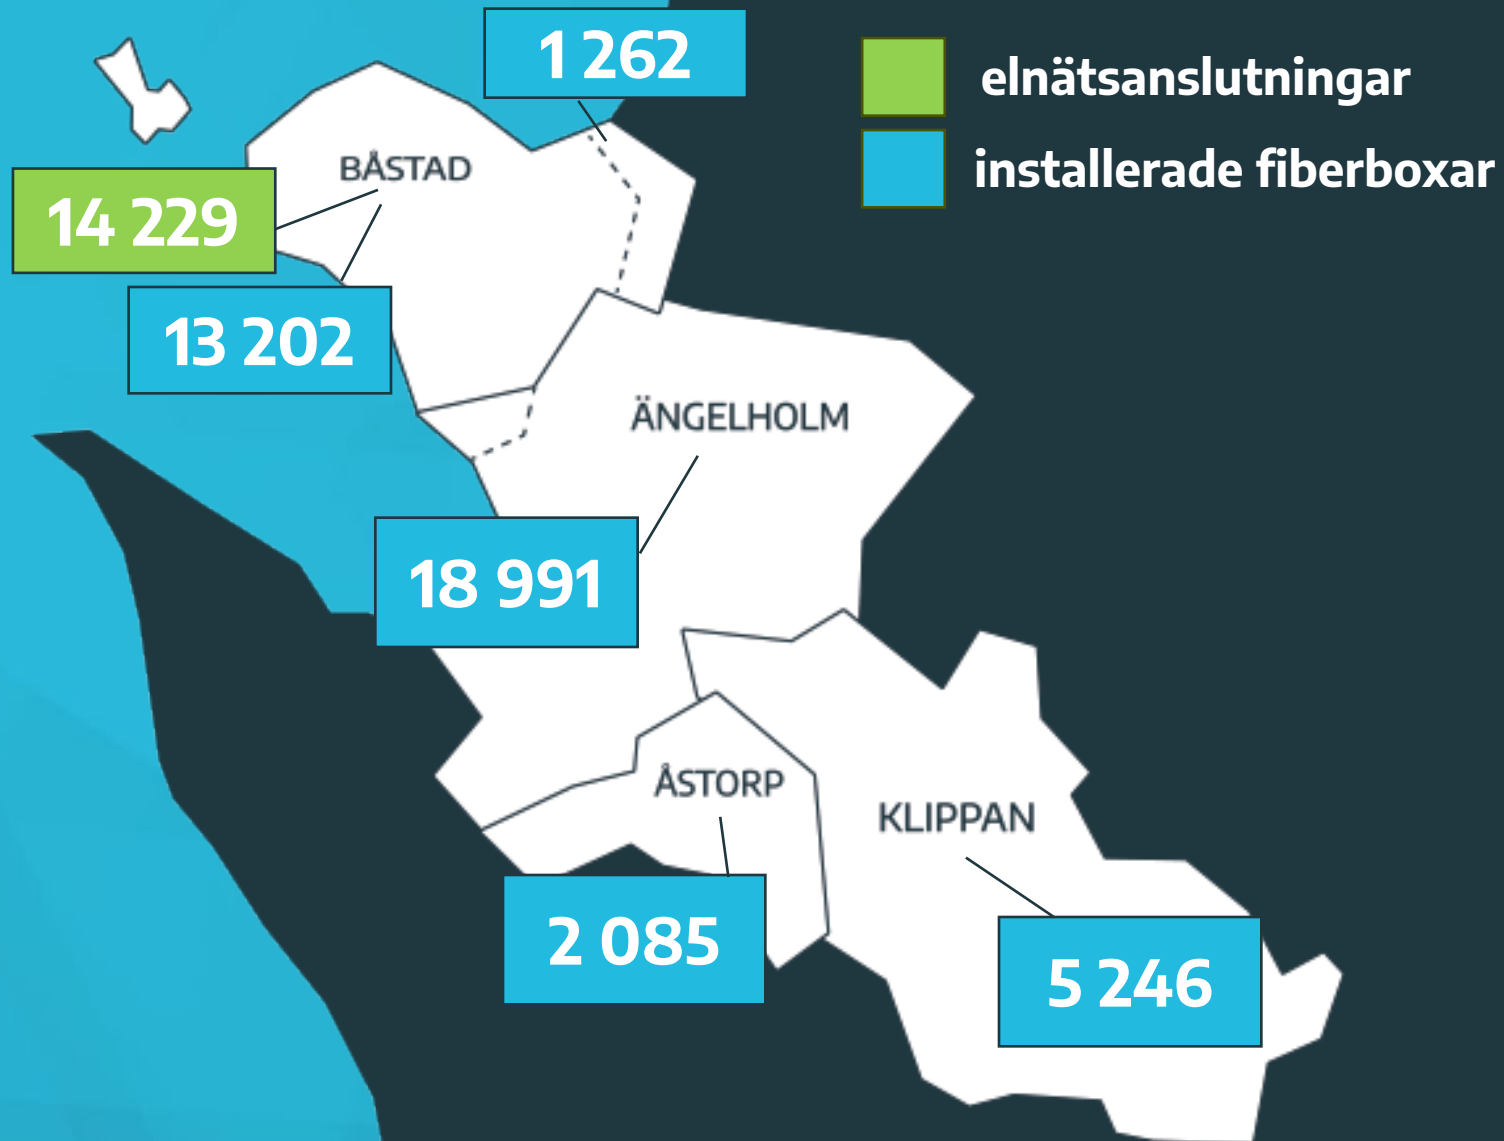 1 262
elnätsanslutningar
installerade fiberboxar
BÅSTAD
14 229
13 202
ÄNGELHOLM
18 991
ÅSTORP
KLIPPAN
2 085
5 246